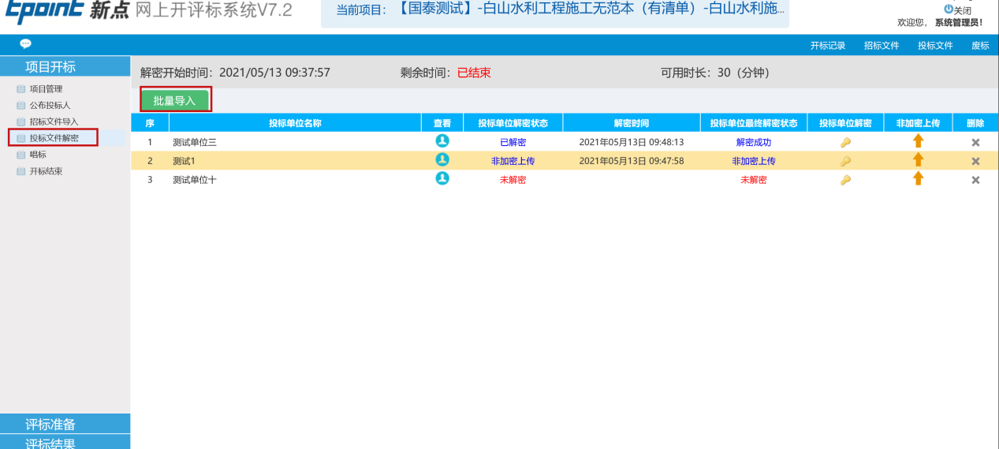 Epoint 新点 网上开评标系统V7.2
当前项目: 【国泰测试】-白山水利工程施工无范本（有清单）-白山水利施...
关闭
欢迎您, 系统管理员!
开标记录 招标文件 投标文件 废标
项目开标
项目管理
公布投标人
招标文件导入
投标文件解密
唱标
开标结束
评标准备
评标结果
解密开始时间: 2021/05/13 09:37:57 剩余时间: 已结束 可用时长: 30（分钟）
批量导入
序 投标单位名称 查看 投标单位解密状态 解密时间 投标单位最终解密状态 投标单位解密 非加密上传 删除
1 测试单位三 已解密 2021年05月13日 09:48:13 解密成功
2 测试1 非加密上传 2021年05月13日 09:47:58 非加密上传
3 测试单位十 未解密 未解密